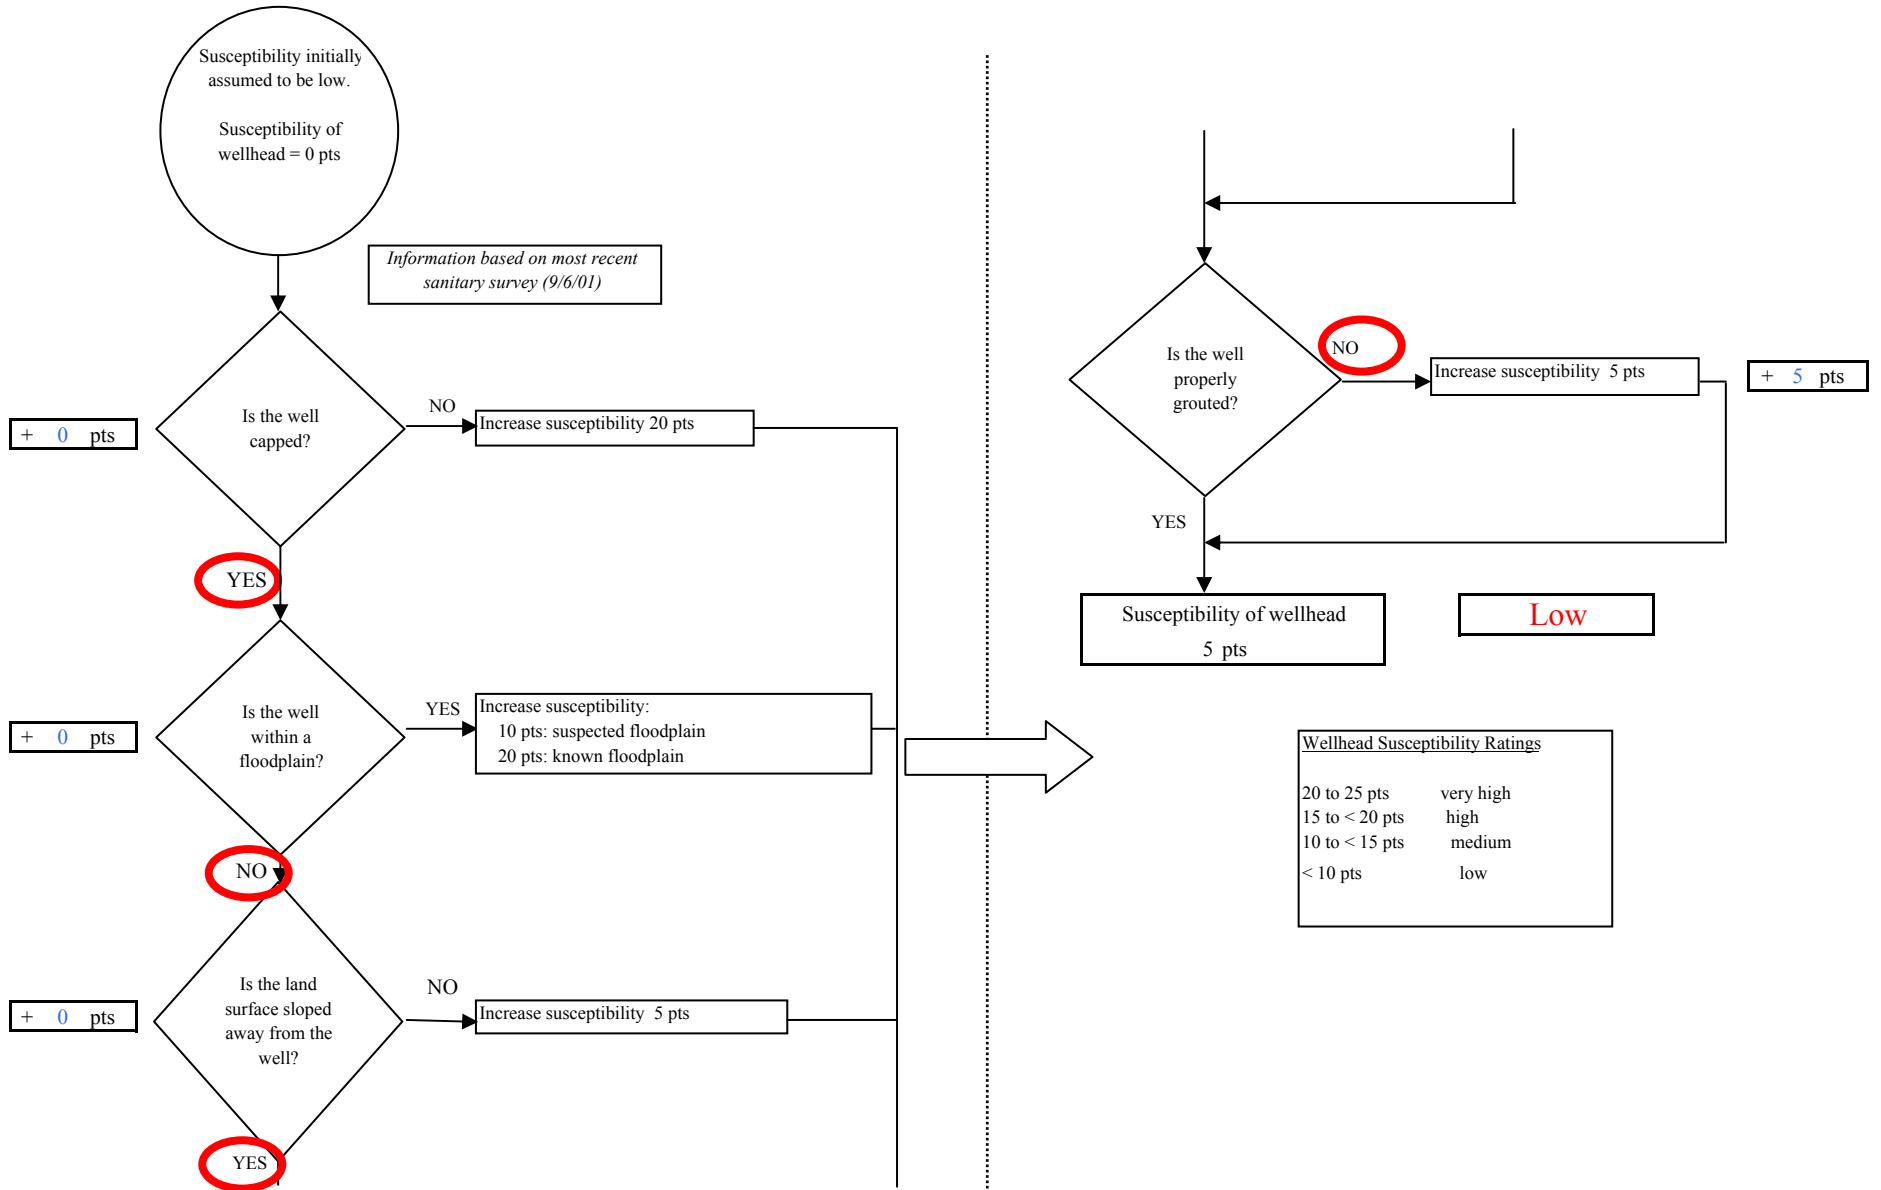 Susceptibility initially
assumed to be low.
Susceptibility of
wellhead = 0 pts
Information based on most recent
sanitary survey (9/6/01)
Is the well
capped?
NO
Increase susceptibility 20 pts
+ 0 pts
YES
Is the well
within a
floodplain?
YES
Increase susceptibility:
10 pts: suspected floodplain
20 pts: known floodplain
+ 0 pts
NO
Is the land
surface sloped
away from the
well?
NO
Increase susceptibility 5 pts
+ 0 pts
YES
Is the well
properly
grouted?
NO
Increase susceptibility 5 pts
+ 5 pts
YES
Susceptibility of wellhead
5 pts
Low
Wellhead Susceptibility Ratings
20 to 25 pts very high
15 to < 20 pts high
10 to < 15 pts medium
< 10 pts low